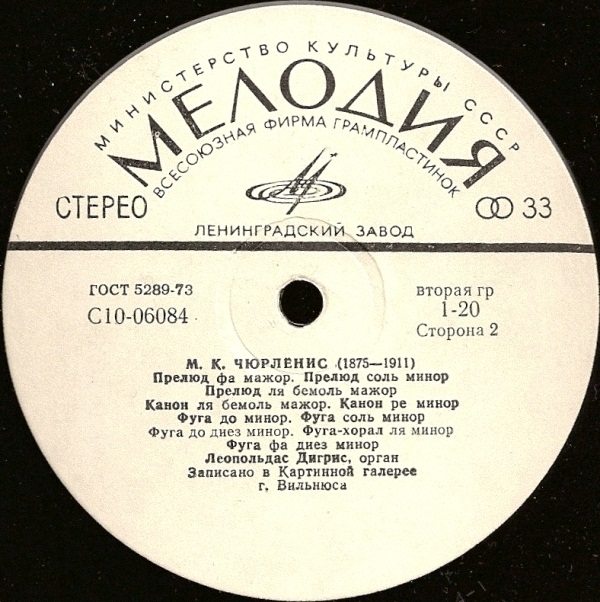 МИНИСТЕРСТВО КУЛЬТУРЫ СССР
МЕЛОДИЯ
ВСЕСОЮЗНАЯ ФИРМА ГРАМПЛАСТИНОК
СТЕРЕО
33
ЛЕНИНГРАДСКИЙ ЗАВОД
ГОСТ 5289-73
С10-06084
вторая гр
1-20
Сторона 2
М. К. ЧЮРЛЕНИС (1875—1911)
Прелюд фа мажор. Прелюд соль минор
Прелюд ля бемоль мажор
Канон ля бемоль мажор. Канон ре минор
Фуга до минор. Фуга соль минор
Фуга до диез минор. Фуга-хорал ля минор
Фуга фа диез минор
Леопольдас Дигрис, орган
Записано в Картинной галерее
г. Вильнюса